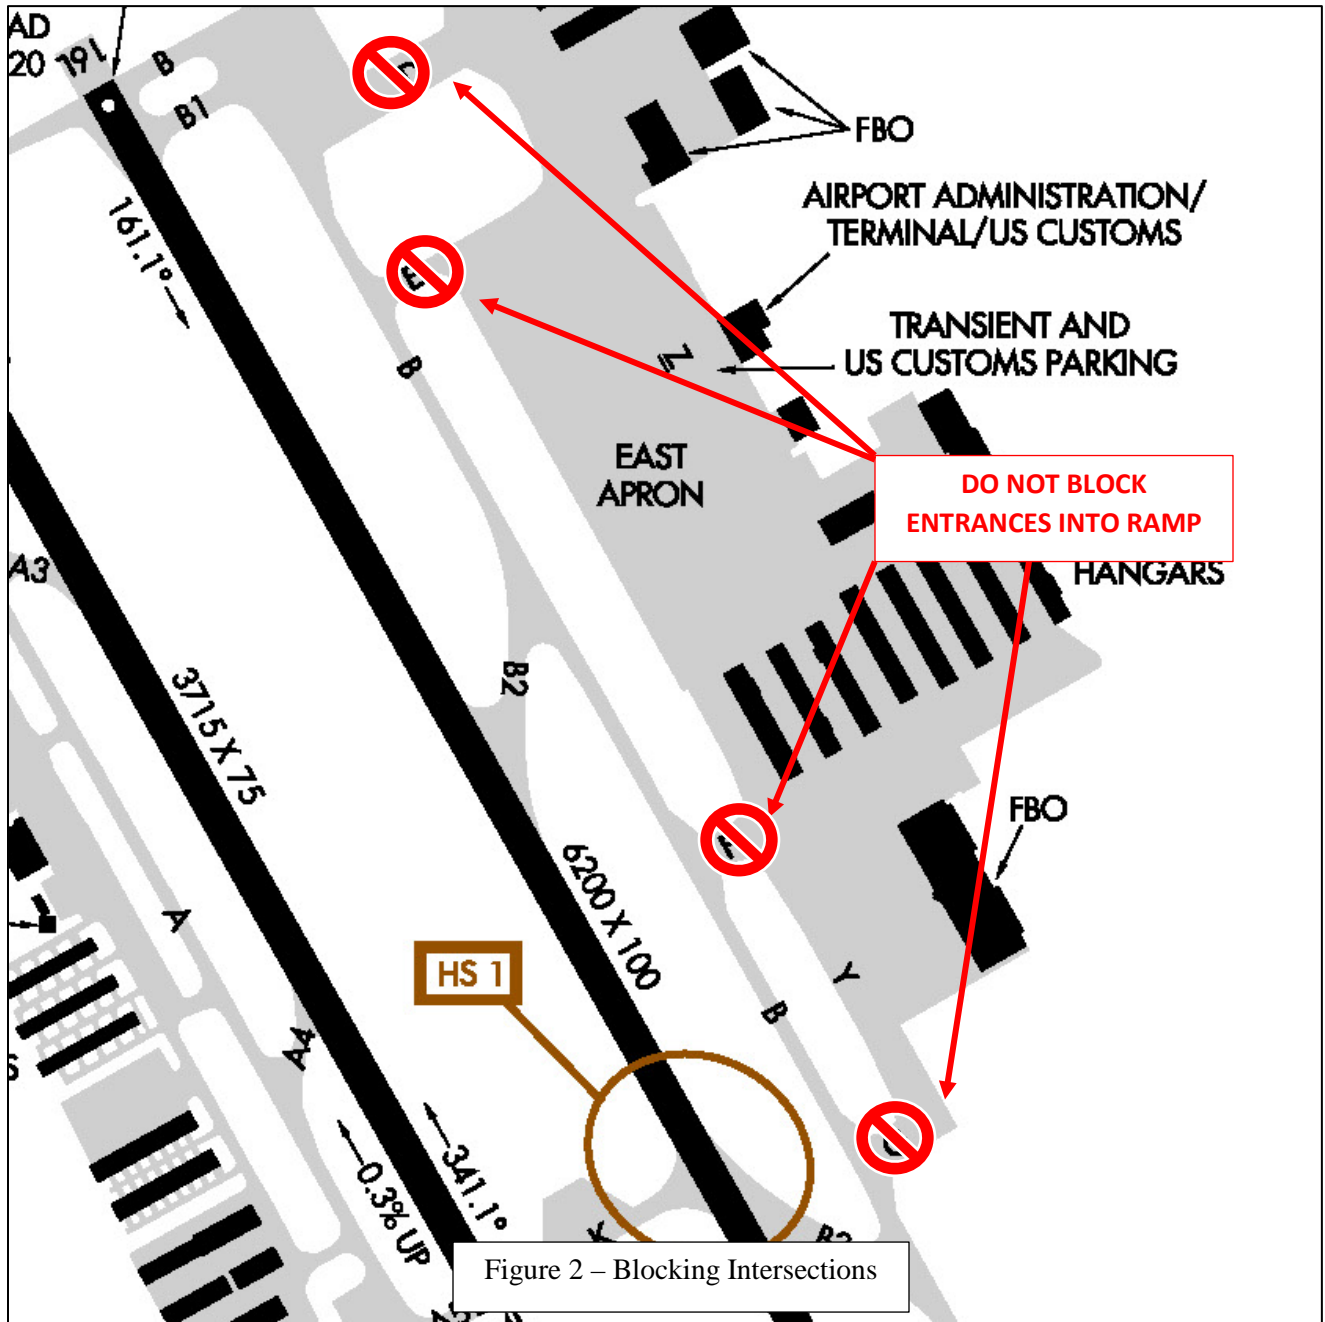 AD
20
16L
B
B1
FBO
161.1°
AIRPORT ADMINISTRATION/
TERMINAL/US CUSTOMS
TRANSIENT AND
US CUSTOMS PARKING
Z
B
EAST
APRON
DO NOT BLOCK
ENTRANCES INTO RAMP
HANGARS
A3
B2
3715 X 75
FBO
6200 X 100
A
HS 1
Y
B
A4
341.1°
0.3% UP
K
Figure 2 – Blocking Intersections